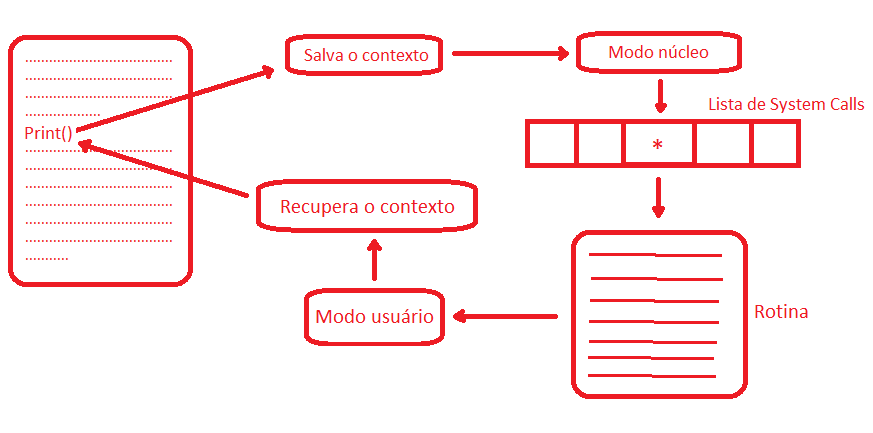 Print()
Salva o contexto
Modo núcleo
Lista de System Calls
*
Rotina
Modo usuário
Recupera o contexto